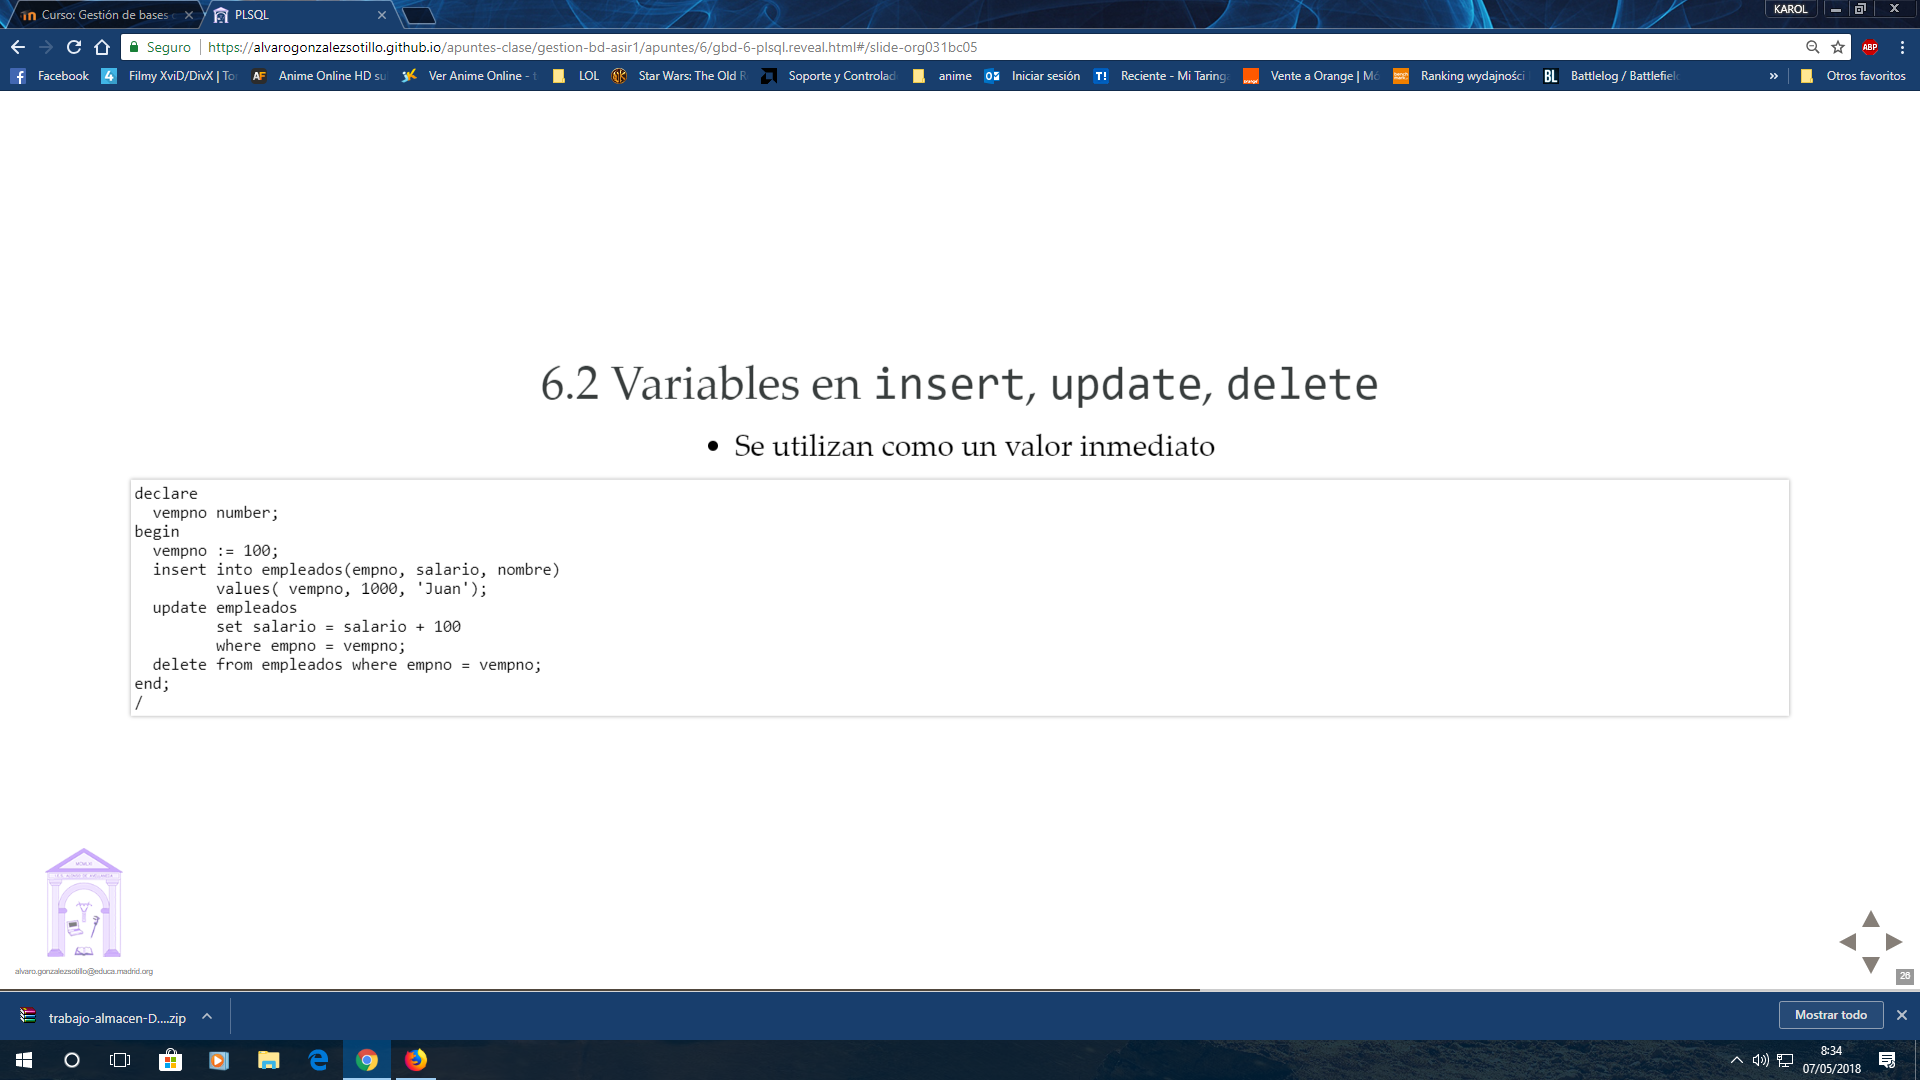 Curso: Gestión de bases
PLSQL
KAROL
Seguro
https://alvarogonzalezsotillo.github.io/apuntes-clase/gestion-bd-asir1/apuntes/6/gbd-6-plsql.reveal.html#/slide-org031bc05
ABP
Facebook
Filmy XviD/DivX | To
Anime Online HD su
Ver Anime Online - t
LOL
Star Wars: The Old R
Soporte y Controlad
anime
Iniciar sesión
Reciente - Mi Taringa
Vente a Orange | Mó
Ranking wydajności
Battlelog / Battlefiel
»
Otros favoritos
6.2 Variables en insert, update, delete
• Se utilizan como un valor inmediato
declare
  vempno number;
begin
  vempno := 100;
  insert into empleados(empno, salario, nombre)
         values( vempno, 1000, 'Juan');
  update empleados
         set salario = salario + 100
         where empno = vempno;
  delete from empleados where empno = vempno;
end;
/
alvaro.gonzalezsotillo@educa.madrid.org
26
trabajo-almacen-D....zip
Mostrar todo
8:34
07/05/2018